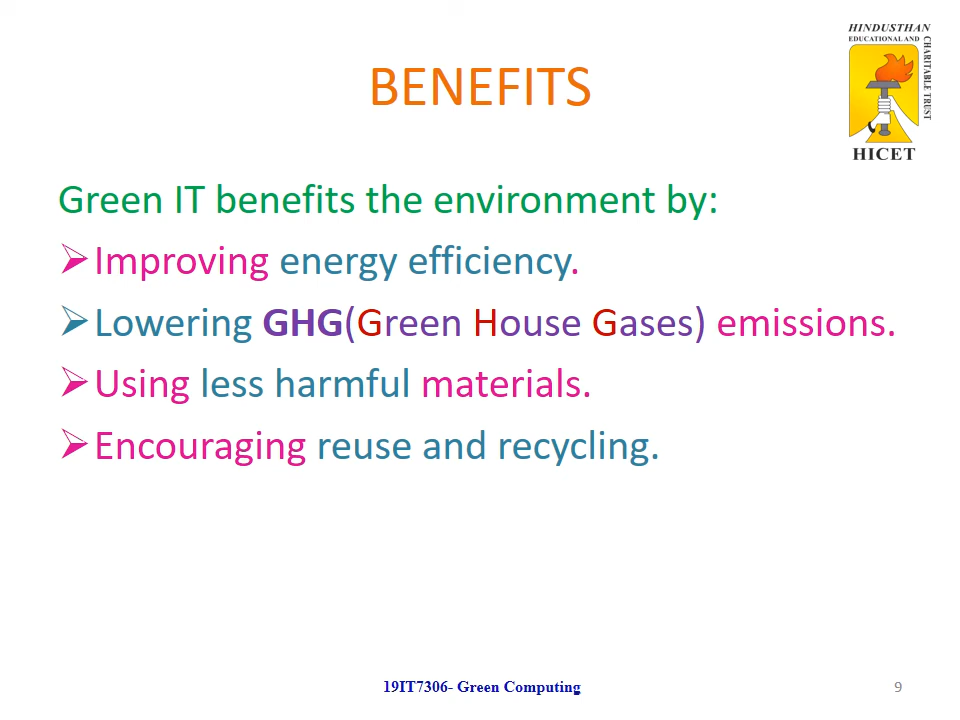 HINDUSTHAN
EDUCATIONAL AND
CHARITABLE TRUST
HICET
BENEFITS
Green IT benefits the environment by:
➢Improving energy efficiency.
➢Lowering GHG(Green House Gases) emissions.
➢Using less harmful materials.
➢Encouraging reuse and recycling.
19IT7306- Green Computing
9